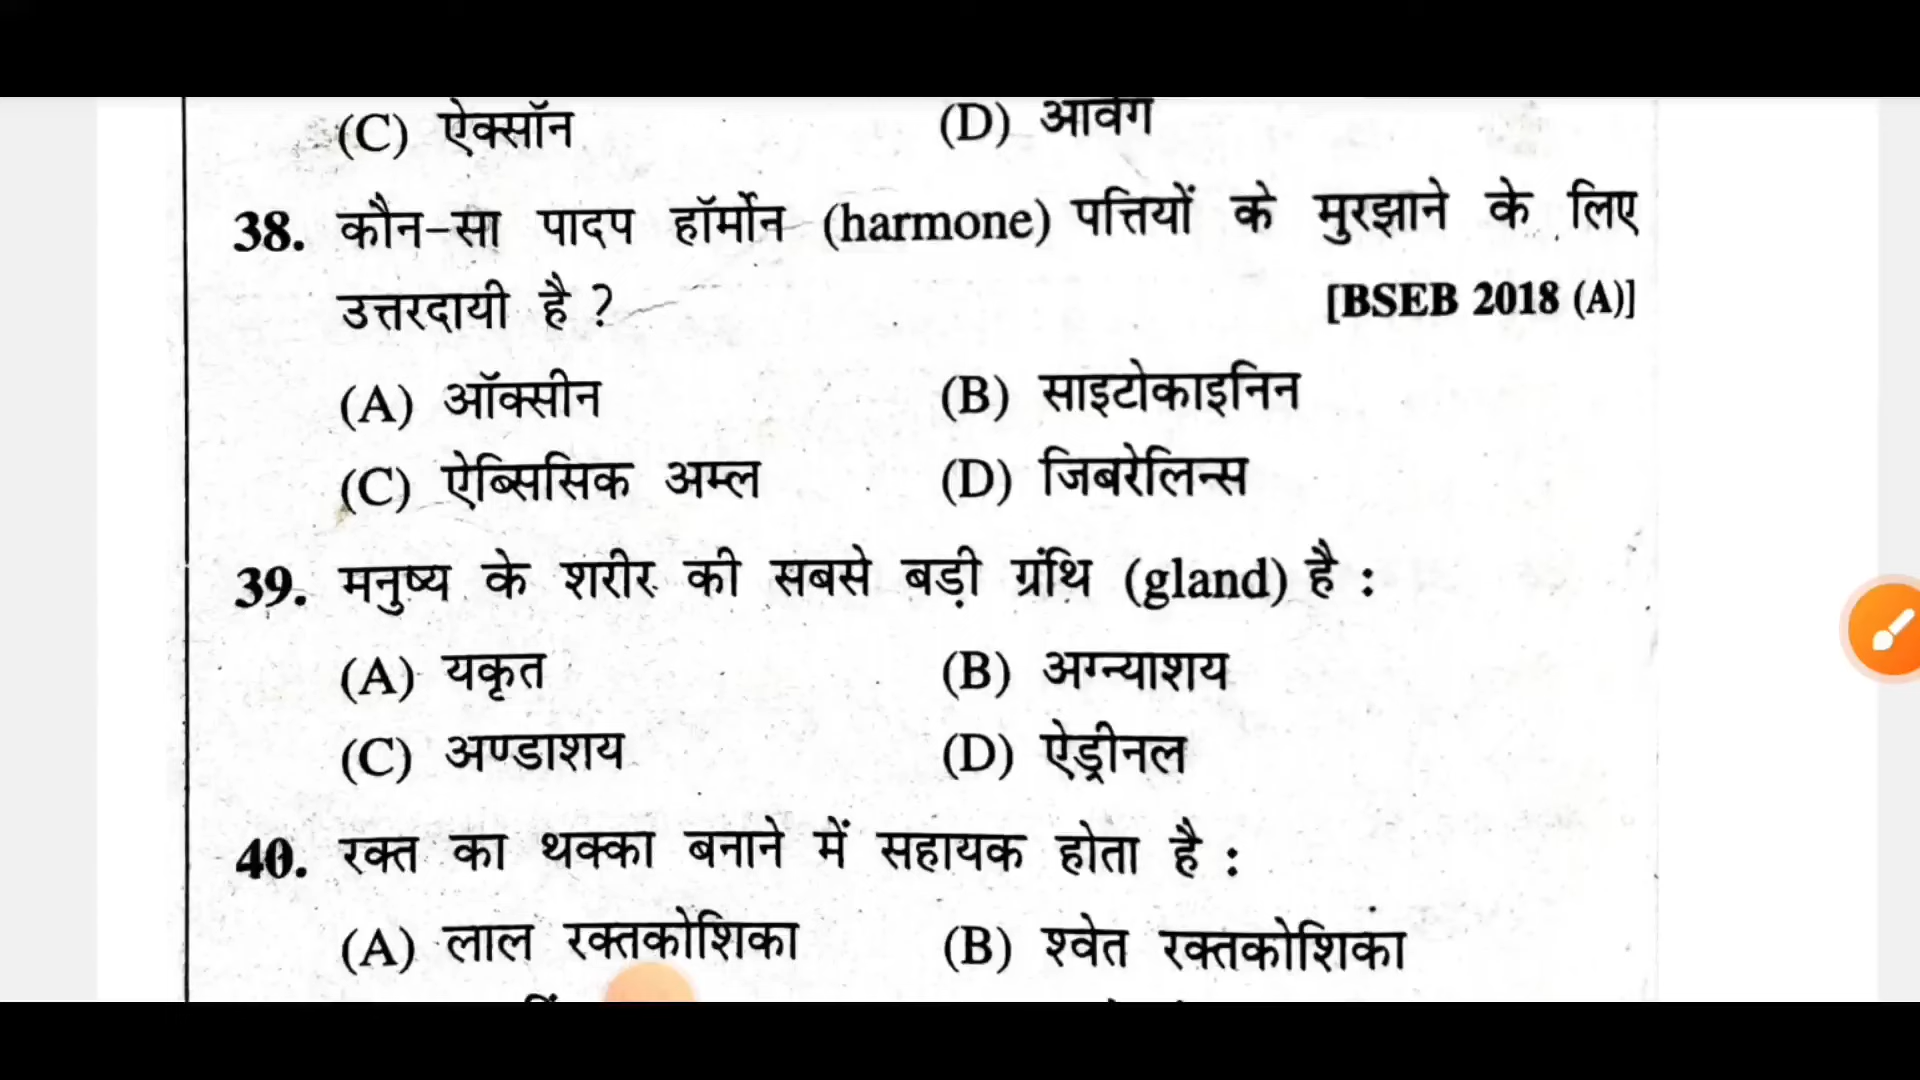 (C) ऐक्सॉन (D) आवेग
38. कौन-सा पादप हॉर्मोन (harmone) पत्तियों के मुरझाने के लिए
उत्तरदायी है ? [BSEB 2018 (A)]
(A) ऑक्सीन (B) साइटोकाइनिन
(C) ऐब्सिसिक अम्ल (D) जिबरेलिन्स
39. मनुष्य के शरीर की सबसे बड़ी ग्रंथि (gland) है :
(A) यकृत (B) अग्न्याशय
(C) अण्डाशय (D) ऐड्रीनल
40. रक्त का थक्का बनाने में सहायक होता है :
(A) लाल रक्तकोशिका (B) श्वेत रक्तकोशिका